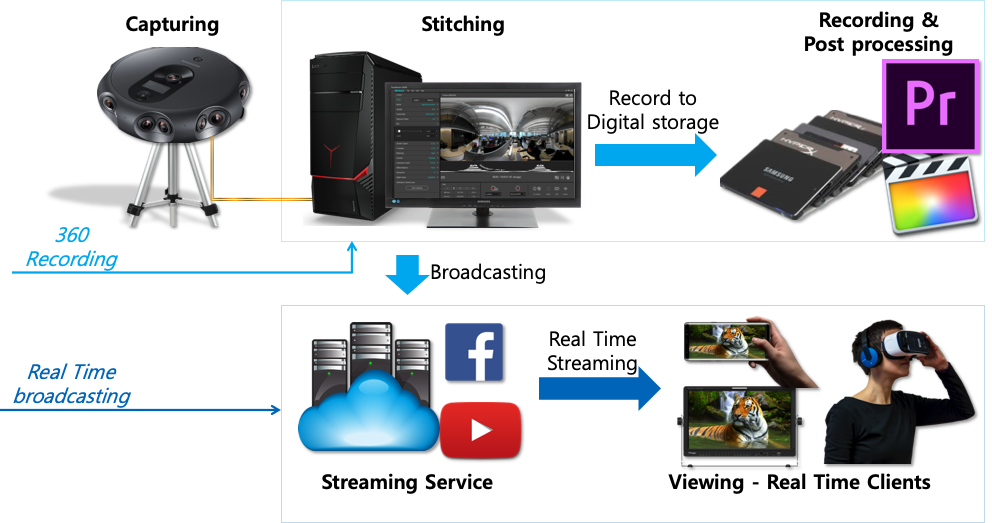 Capturing
Stitching
Recording &
Post processing
Record to
Digital storage
Pr
SAMSUNG
360
Recording
Broadcasting
Real Time
broadcasting
f
Real Time
Streaming
Streaming Service
Viewing - Real Time Clients